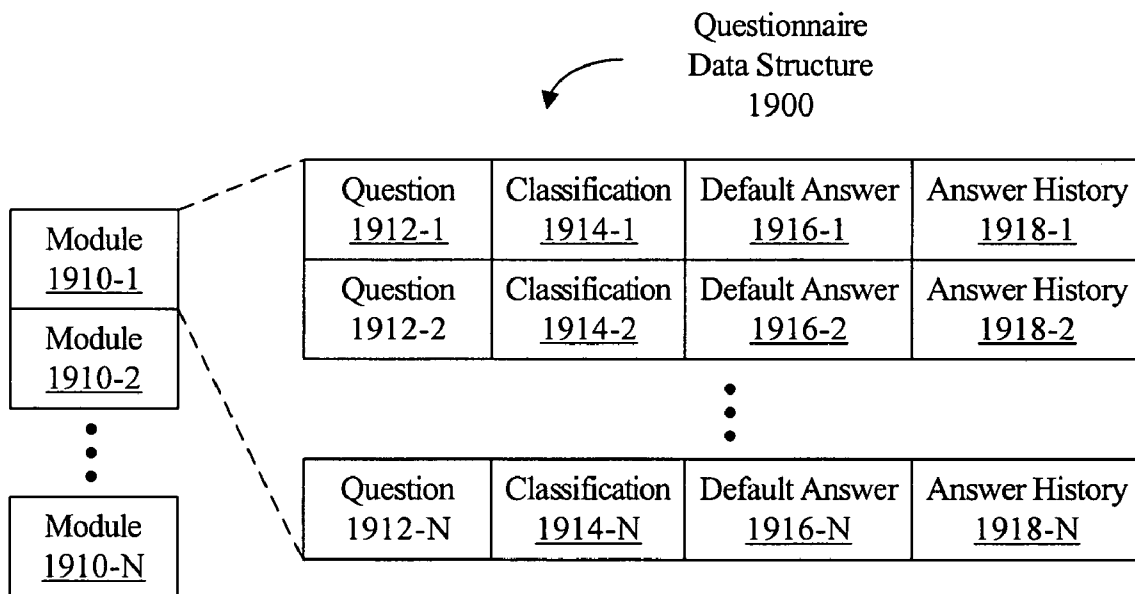 Questionnaire
Data Structure
1900
Module
1910-1
Module
1910-2
Module
1910-N
Question Classification Default Answer Answer History
1912-1 1914-1 1916-1 1918-1
Question Classification Default Answer Answer History
1912-2 1914-2 1916-2 1918-2
Question Classification Default Answer Answer History
1912-N 1914-N 1916-N 1918-N